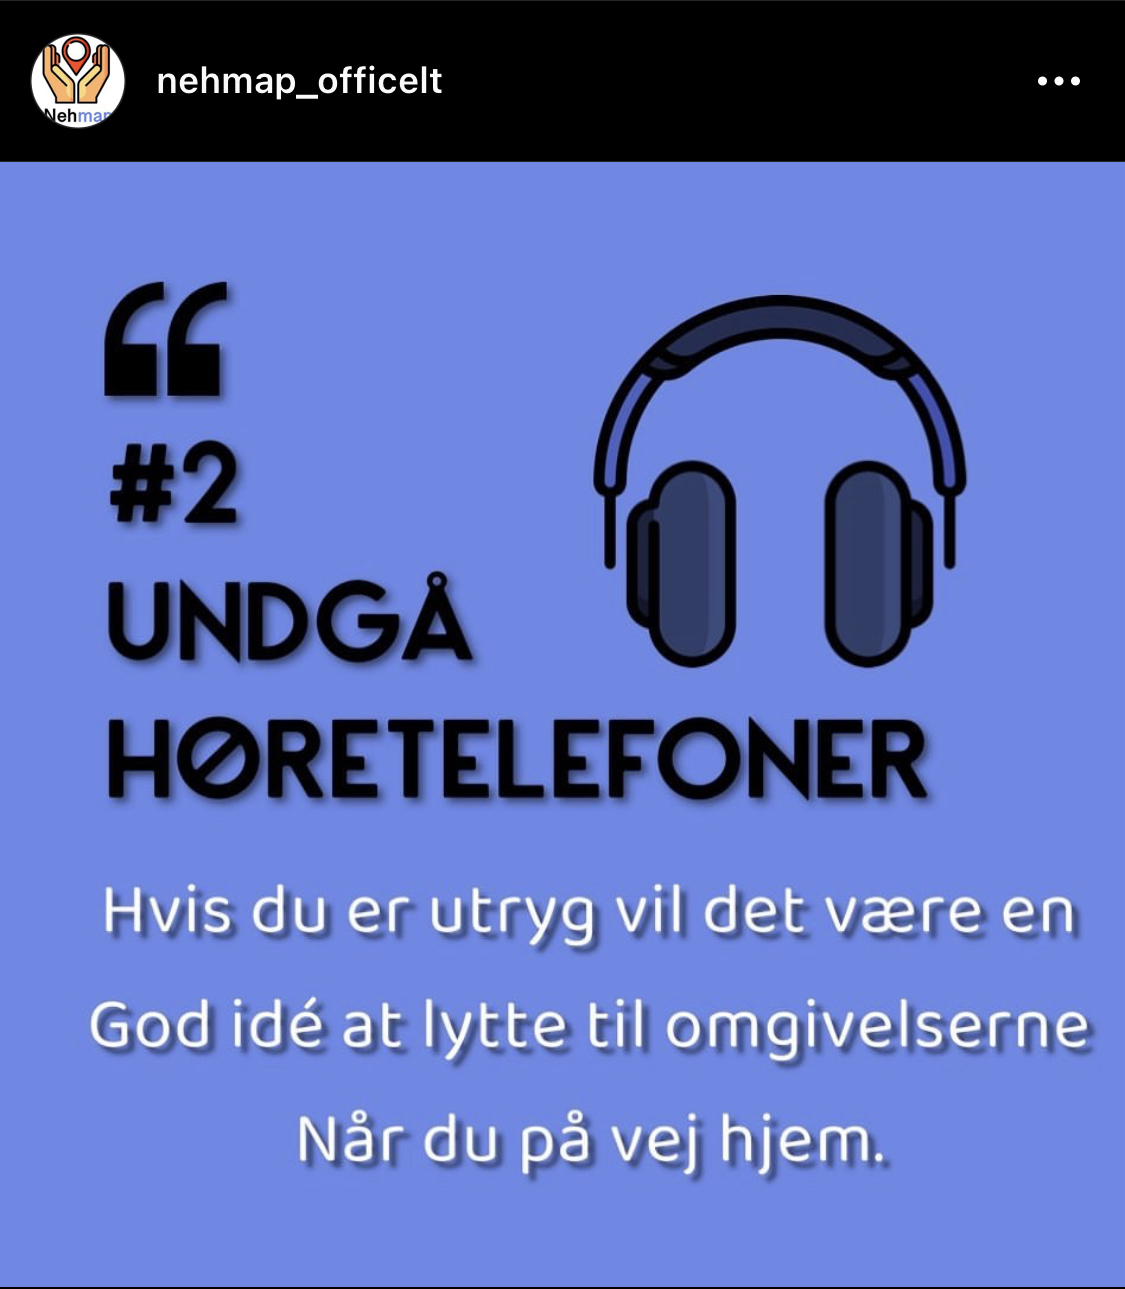 Nehmap
nehmap_officelt
“
#2
UNDGÅ
HØRETELEFONER
Hvis du er utryg vil det være en
God idé at lytte til omgivelserne
Når du på vej hjem.